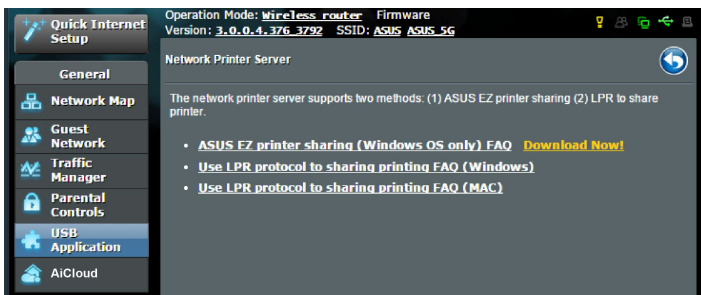 Quick Internet
Setup
General
Network Map
Guest
Network
Traffic
Manager
Parental
Controls
USB
Application
AiCloud
Operation Mode: Wireless router Firmware
Version: 3.0.0.4.376_3792 SSID: ASUS ASUS_5G
Network Printer Server
The network printer server supports two methods: (1) ASUS EZ printer sharing (2) LPR to share
printer.
• ASUS EZ printer sharing (Windows OS only) FAQ Download Now!
• Use LPR protocol to sharing printing FAQ (Windows)
• Use LPR protocol to sharing printing FAQ (MAC)